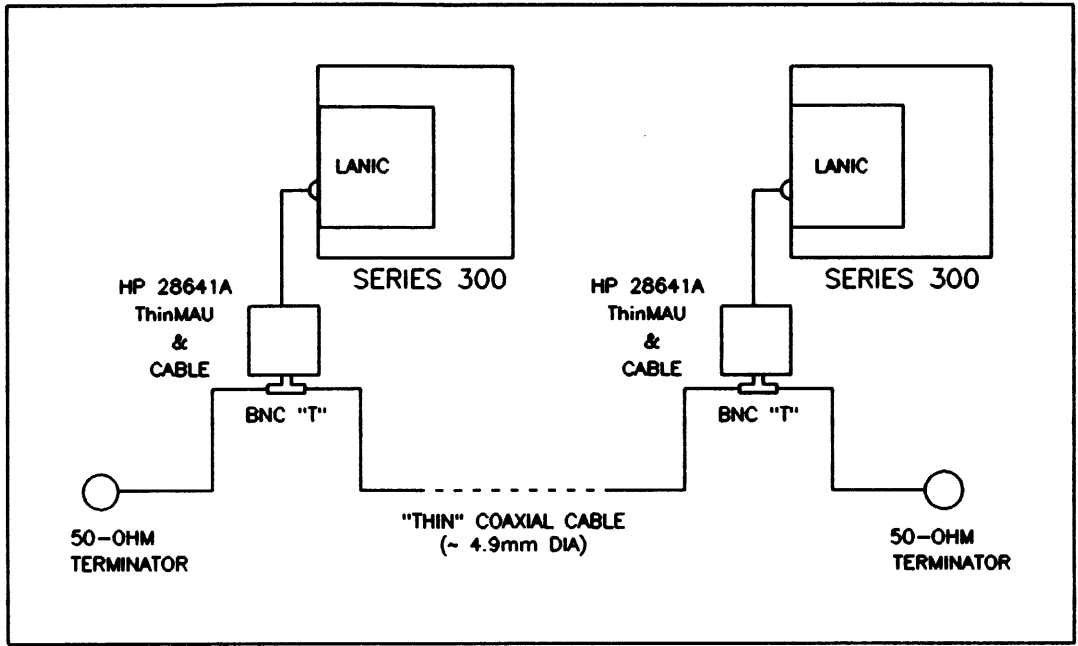 LANIC
SERIES 300
HP 28641A
ThinMAU
&
CABLE
BNC "T"
50-OHM
TERMINATOR
"THIN" COAXIAL CABLE
(~ 4.9mm DIA)
LANIC
SERIES 300
HP 28641A
ThinMAU
&
CABLE
BNC "T"
50-OHM
TERMINATOR